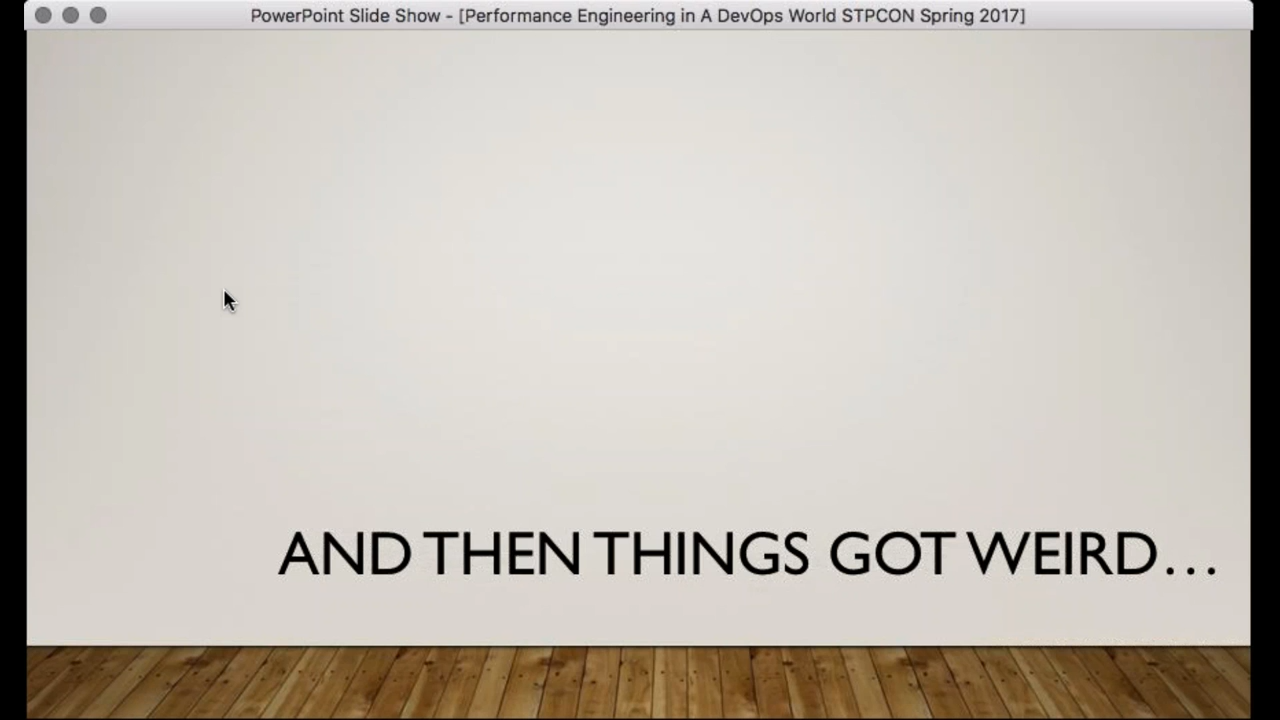 PowerPoint Slide Show - [Performance Engineering in A DevOps World STPCON Spring 2017]
AND THEN THINGS GOT WEIRD...